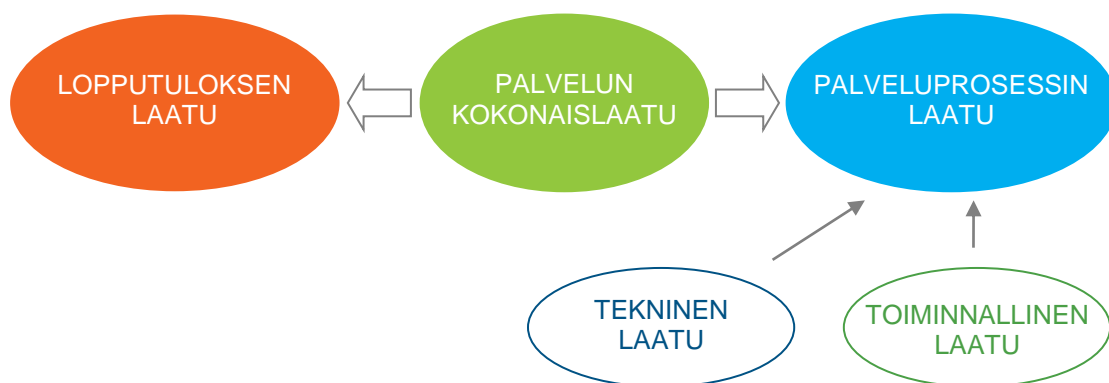 LOPPUTULOKSEN
LAATU
PALVELUN
KOKONAISLAATU
PALVELUPROSESSIN
LAATU
TEKNINEN
LAATU
TOIMINNALLINEN
LAATU